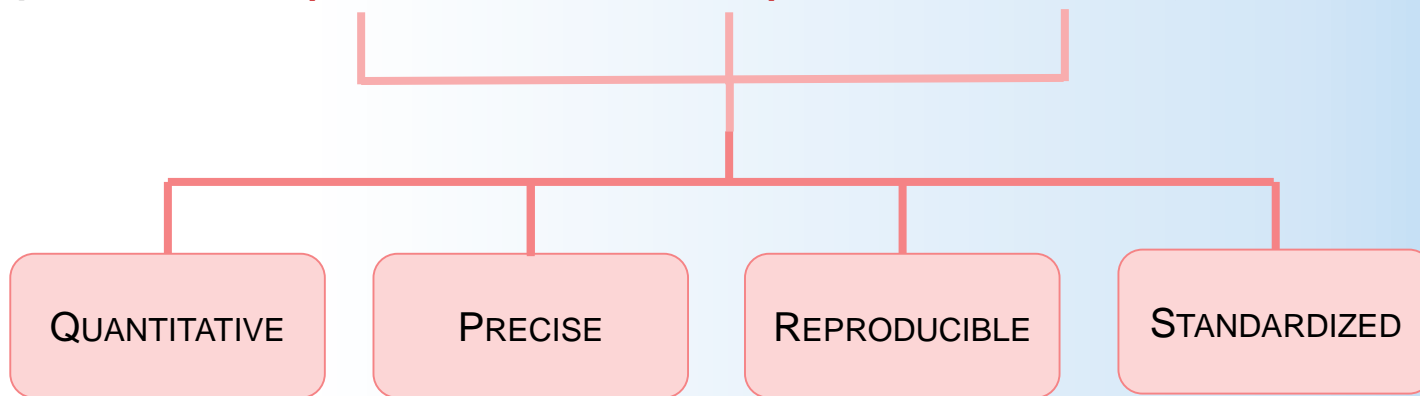 QUANTITATIVE
PRECISE
REPRODUCIBLE
STANDARDIZED